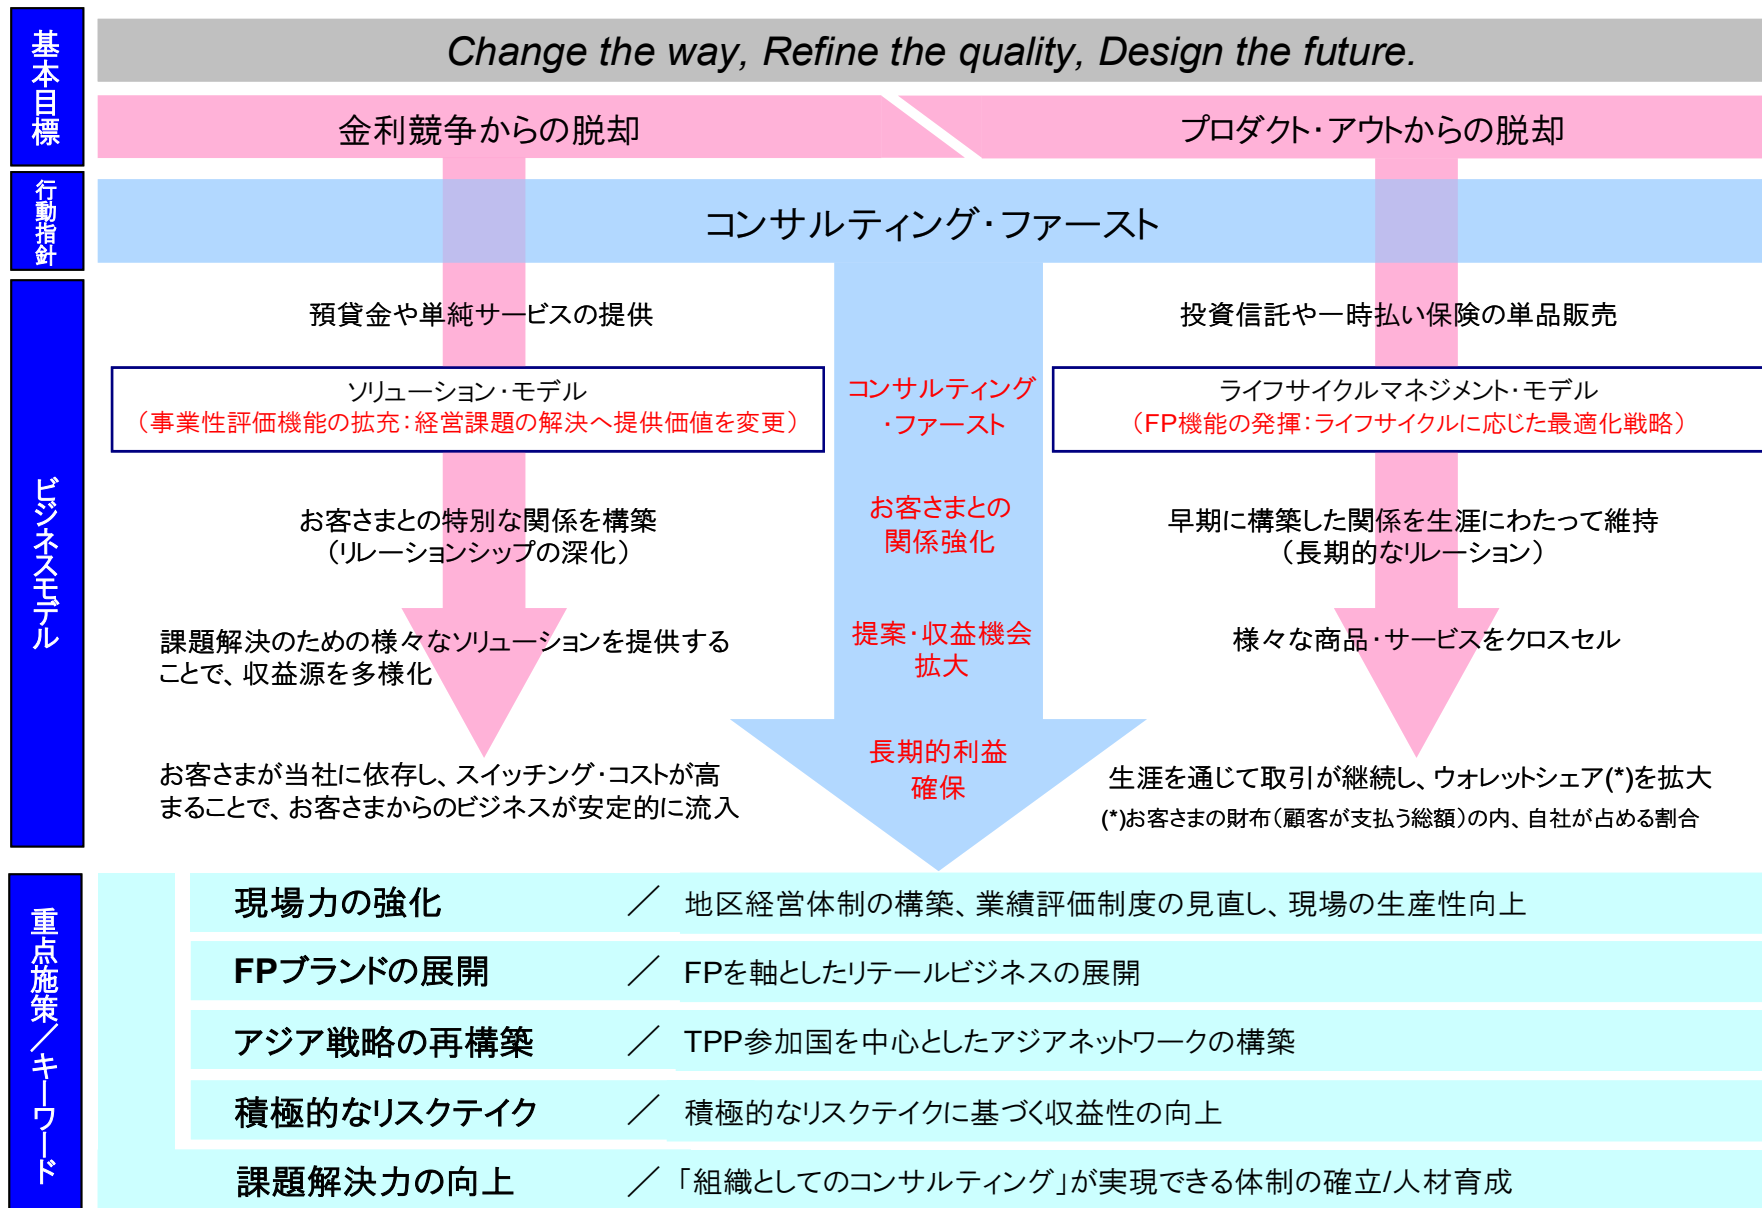 基本目標
Change the way, Refine the quality, Design the future.
金利競争からの脱却
プロダクト・アウトからの脱却
行動指針
コンサルティング・ファースト
ビジネスモデル
預貸金や単純サービスの提供
ソリューション・モデル
（事業性評価機能の拡充：経営課題の解決へ提供価値を変更）
お客さまとの特別な関係を構築
（リレーションシップの深化）
課題解決のための様々なソリューションを提供する
ことで、収益源を多様化
お客さまが当社に依存し、スイッチング・コストが高
まることで、お客さまからのビジネスが安定的に流入
コンサルティング
・ファースト
お客さまとの
関係強化
提案・収益機会
拡大
長期的利益
確保
投資信託や一時払い保険の単品販売
ライフサイクルマネジメント・モデル
（FP機能の発揮：ライフサイクルに応じた最適化戦略）
早期に構築した関係を生涯にわたって維持
（長期的なリレーション）
様々な商品・サービスをクロスセル
生涯を通じて取引が継続し、ウォレットシェア(*)を拡大
(*)お客さまの財布（顧客が支払う総額）の内、自社が占める割合
重点施策／キーワード
現場力の強化 ／ 地区経営体制の構築、業績評価制度の見直し、現場の生産性向上
FPブランドの展開 ／ FPを軸としたリテールビジネスの展開
アジア戦略の再構築 ／ TPP参加国を中心としたアジアネットワークの構築
積極的なリスクテイク ／ 積極的なリスクテイクに基づく収益性の向上
課題解決力の向上 ／ 「組織としてのコンサルティング」が実現できる体制の確立/人材育成